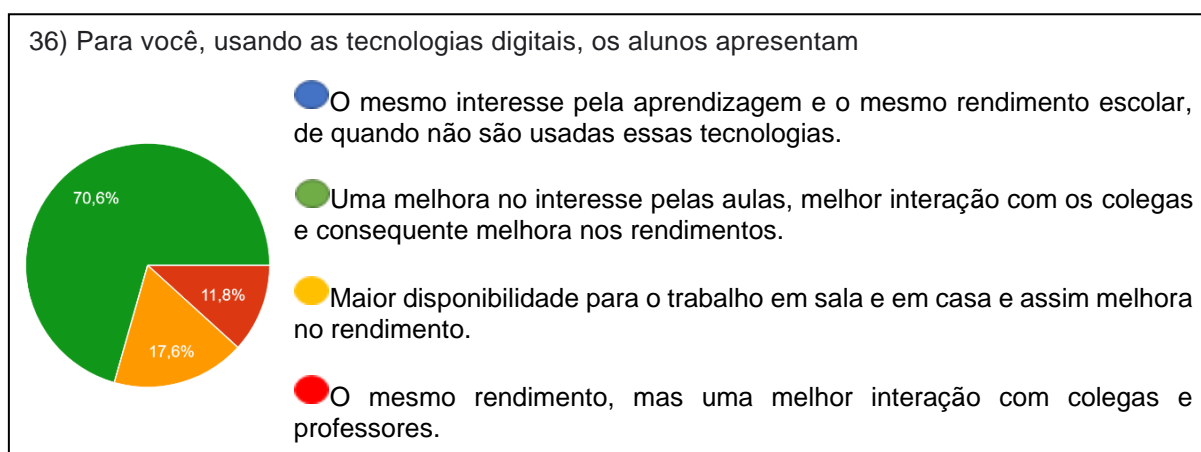 36) Para você, usando as tecnologias digitais, os alunos apresentam
O mesmo interesse pela aprendizagem e o mesmo rendimento escolar,
de quando não são usadas essas tecnologias.
Uma melhora no interesse pelas aulas, melhor interação com os colegas
e consequente melhora nos rendimentos.
Maior disponibilidade para o trabalho em sala e em casa e assim melhora
no rendimento.
O mesmo rendimento, mas uma melhor interação com colegas e
professores.
70,6%
11,8%
17,6%